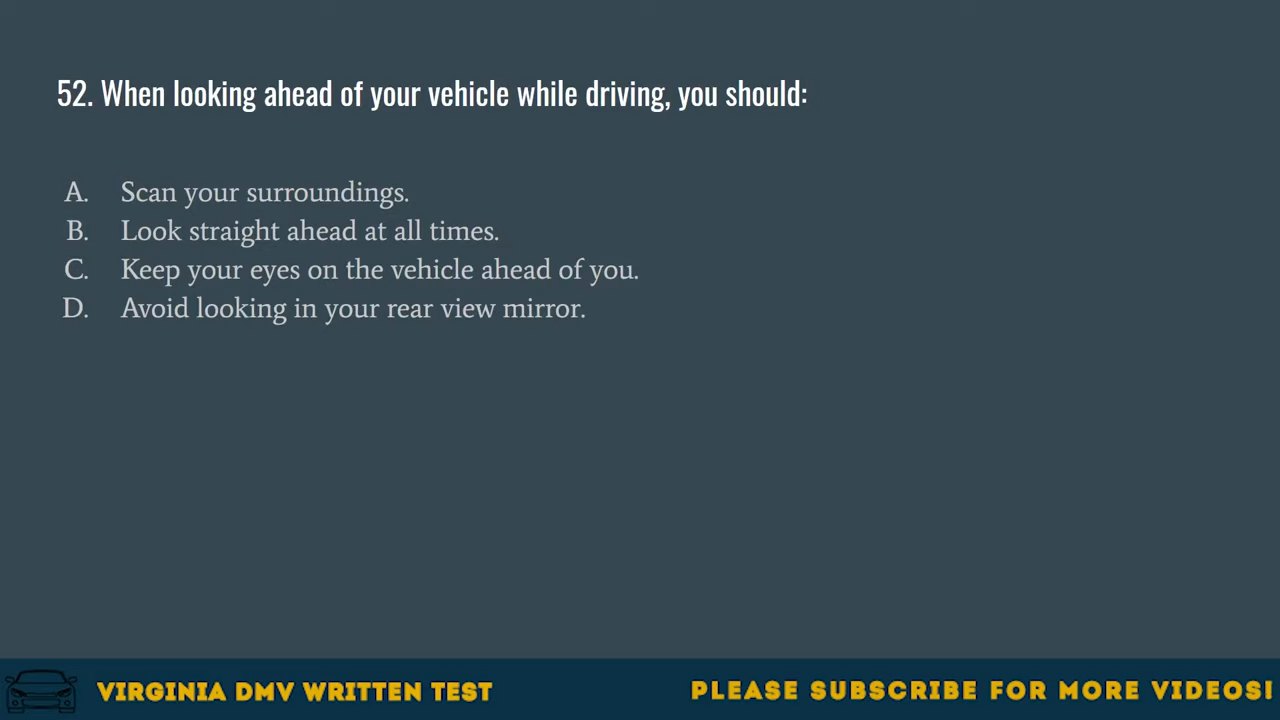 52. When looking ahead of your vehicle while driving, you should:
A. Scan your surroundings.
B. Look straight ahead at all times.
C. Keep your eyes on the vehicle ahead of you.
D. Avoid looking in your rear view mirror.
VIRGINIA DMV WRITTEN TEST
PLEASE SUBSCRIBE FOR MORE VIDEOS!